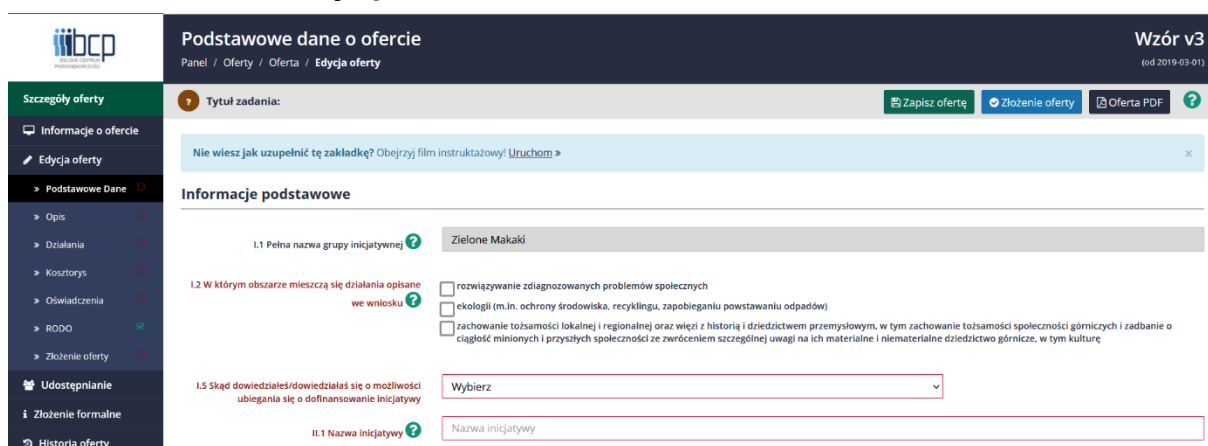 bcp
BIELSKIE CENTRUM
PRZEDSIĘBIORCZOŚCI
Podstawowe dane o ofercie
Panel / Oferty / Oferta / Edycja oferty
Wzór v3
(od 2019-03-01)
Szczegóły oferty
? Tytuł zadania:
Zapisz ofertę
Złożenie oferty
Oferta PDF
?
Informacje o ofercie
Edycja oferty
» Podstawowe Dane
» Opis
» Działania
» Kosztorys
» Oświadczenia
» RODO
» Złożenie oferty
Udostępnianie
Złożenie formalne
Historia oferty
Nie wiesz jak uzupełnić tę zakładkę? Obejrzyj film instruktażowy! Uruchom »
×
Informacje podstawowe
I.1 Pełna nazwa grupy inicjatywnej ?
Zielone Makaki
I.2 W którym obszarze mieszczą się działania opisane
we wniosku ?
rozwiązywanie zdiagnozowanych problemów społecznych
ekologii (m.in. ochrony środowiska, recyklingu, zapobieganiu powstawaniu odpadów)
zachowanie tożsamości lokalnej i regionalnej oraz więzi z historią i dziedzictwem przemysłowym, w tym zachowanie tożsamości społeczności górniczych i zadbanie o
ciągłość minionych i przyszłych społeczności ze zwróceniem szczególnej uwagi na ich materialne i niematerialne dziedzictwo górnicze, w tym kulturę
I.5 Skąd dowiedziałeś/dowiedziałaś się o możliwości
ubiegania się o dofinansowanie inicjatywy
Wybierz
II.1 Nazwa inicjatywy ?
Nazwa inicjatywy